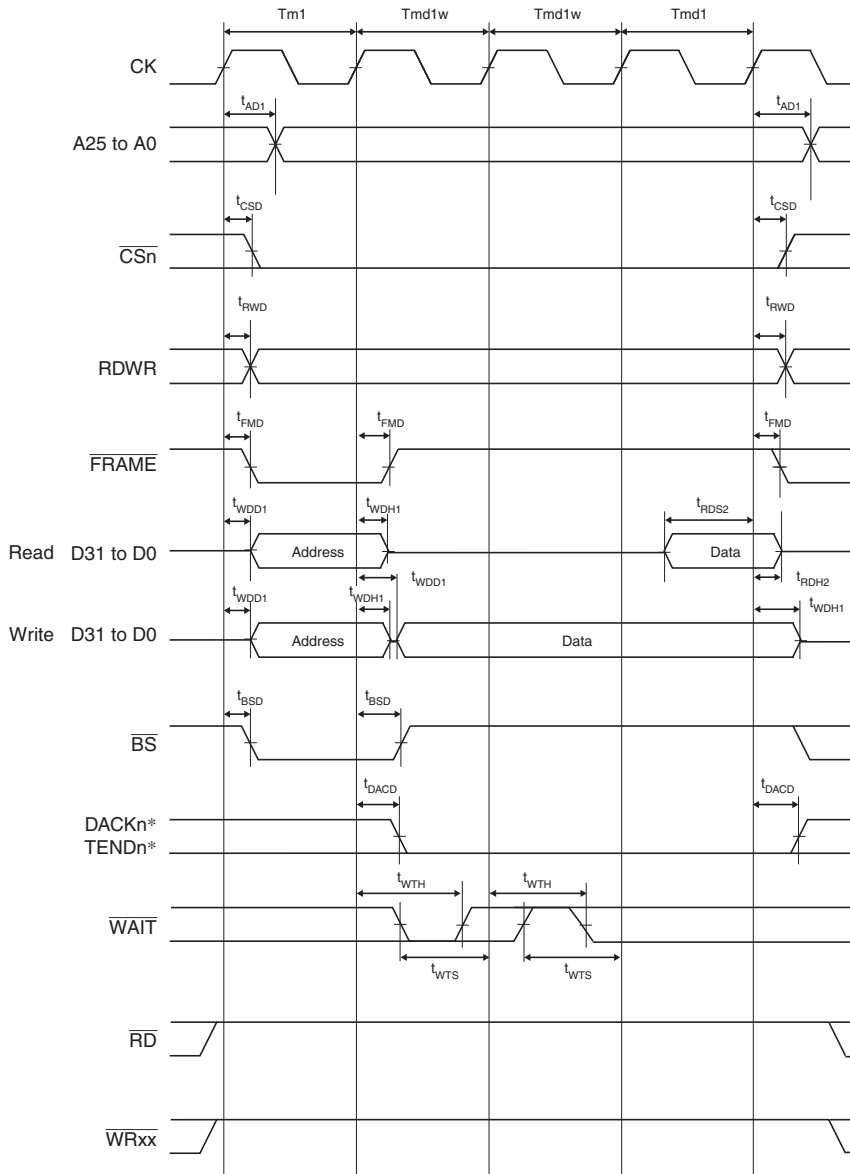 Tm1 Tmd1w Tmd1w Tmd1
CK
tAD1 tAD1
A25 to A0
tCSD tCSD
CSn
tRWD tRWD
RDWR
tFMD tFMD tFMD
FRAME
tWDD1 tWDH1 tRDS2
Read D31 to D0 Address Data
tWDD1 tRDH2
tWDD1 tWDH1 tWDH1
Write D31 to D0 Address Data
tBSD tBSD
BS
tDACD tDACD
DACKn*
TENDn*
tWTH tWTH
WAIT
tWTS tWTS
RD
WRxx